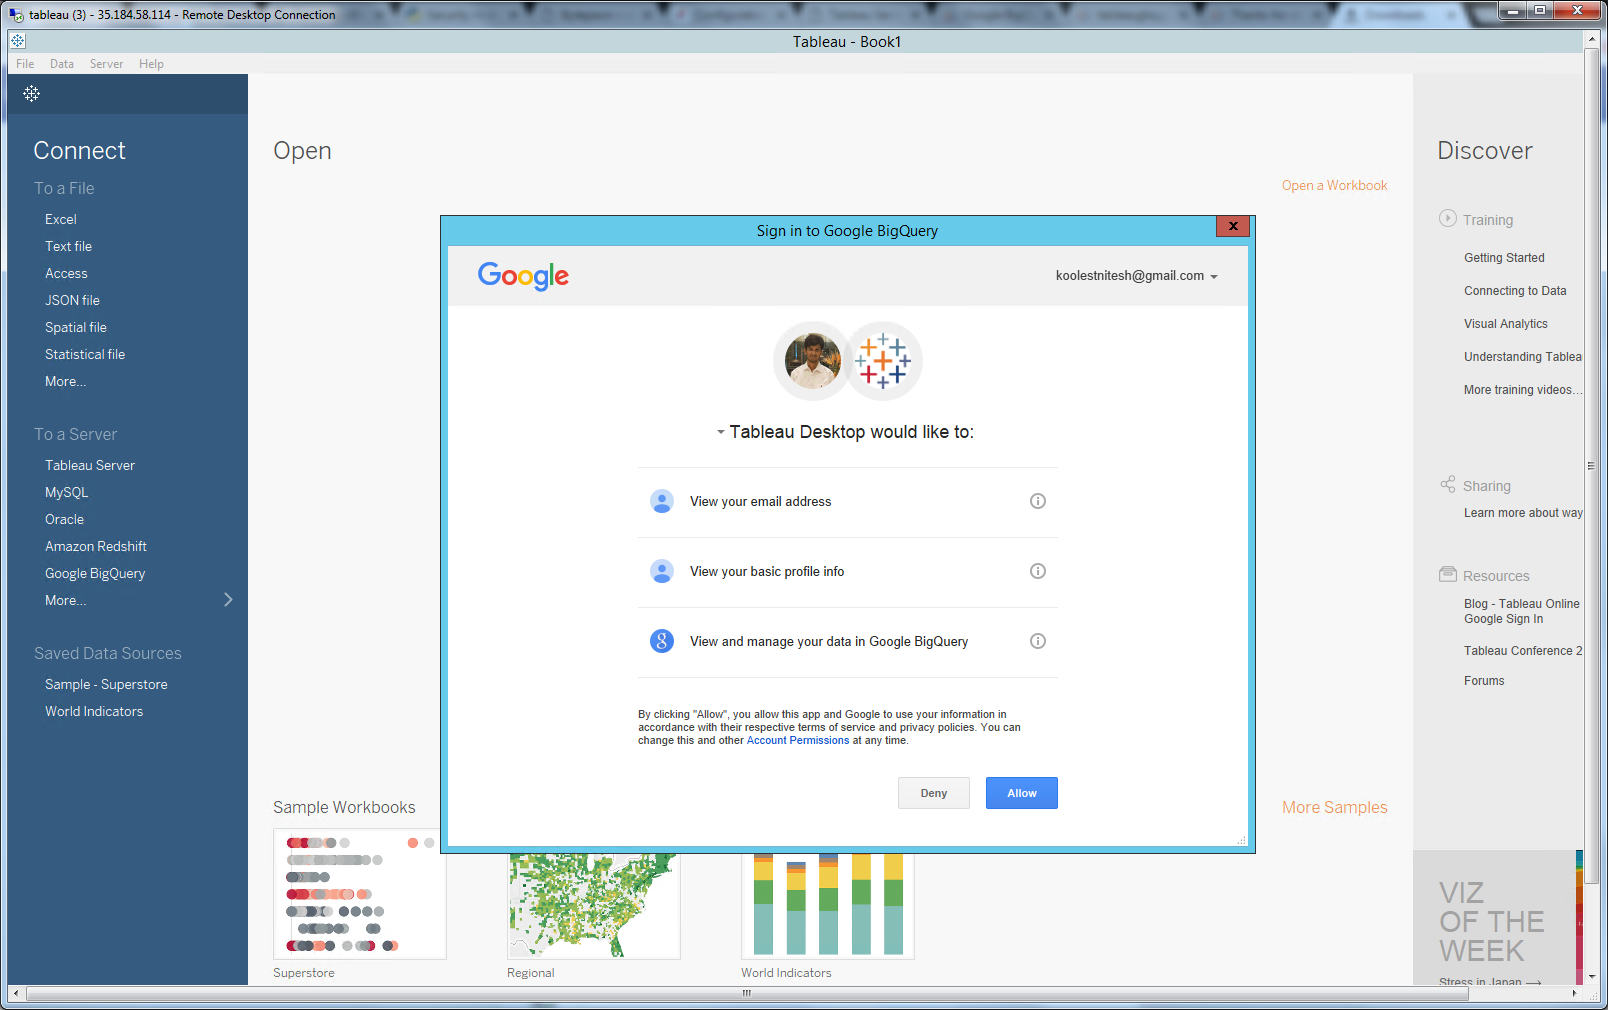 tableau (3) - 35.184.58.114 - Remote Desktop Connection
Tableau - Book1
File Data Server Help
Connect
To a File
Excel
Text file
Access
JSON file
Spatial file
Statistical file
More...
To a Server
Tableau Server
MySQL
Oracle
Amazon Redshift
Google BigQuery
More...
Saved Data Sources
Sample - Superstore
World Indicators
Open
Open a Workbook
Sign in to Google BigQuery
Google
koolestnitesh@gmail.com
Tableau Desktop would like to:
View your email address
View your basic profile info
View and manage your data in Google BigQuery
By clicking "Allow", you allow this app and Google to use your information in
accordance with their respective terms of service and privacy policies. You can
change this and other Account Permissions at any time.
Deny
Allow
Sample Workbooks
More Samples
Superstore
Regional
World Indicators
Discover
Training
Getting Started
Connecting to Data
Visual Analytics
Understanding Tablea
More training videos...
Sharing
Learn more about way
Resources
Blog - Tableau Online
Google Sign In
Tableau Conference 2
Forums
VIZ
OF THE
WEEK
Stress in Japan →